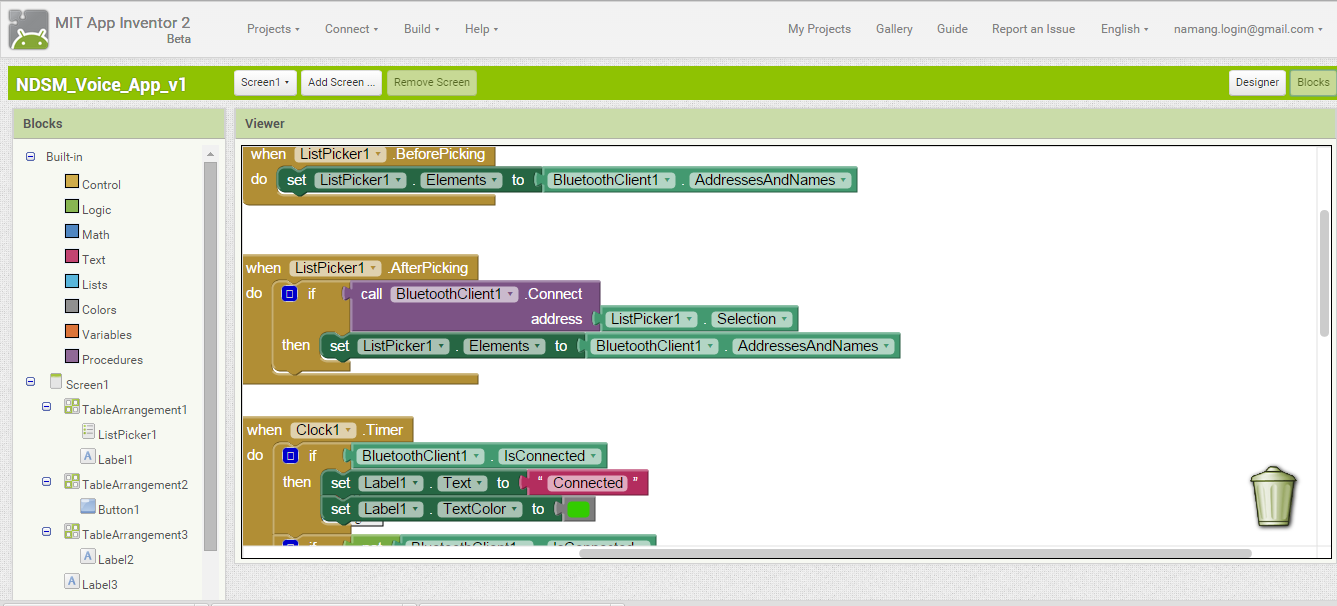 MIT App Inventor 2
Beta
Projects Connect Build Help My Projects Gallery Guide Report an Issue English namang.login@gmail.com
NDSM_Voice_App_v1 Screen1 Add Screen ... Remove Screen Designer Blocks
Blocks
Viewer
Built-in
Control
Logic
Math
Text
Lists
Colors
Variables
Procedures
Screen1
TableArrangement1
ListPicker1
Label1
TableArrangement2
Button1
TableArrangement3
Label2
Label3
when ListPicker1 .BeforePicking
do set ListPicker1 . Elements to BluetoothClient1 . AddressesAndNames
when ListPicker1 .AfterPicking
do if call BluetoothClient1 .Connect
address ListPicker1 . Selection
then set ListPicker1 . Elements to BluetoothClient1 . AddressesAndNames
when Clock1 .Timer
do if BluetoothClient1 . IsConnected
then set Label1 . Text to " Connected "
set Label1 . TextColor to
if not BluetoothClient1 . IsConnected